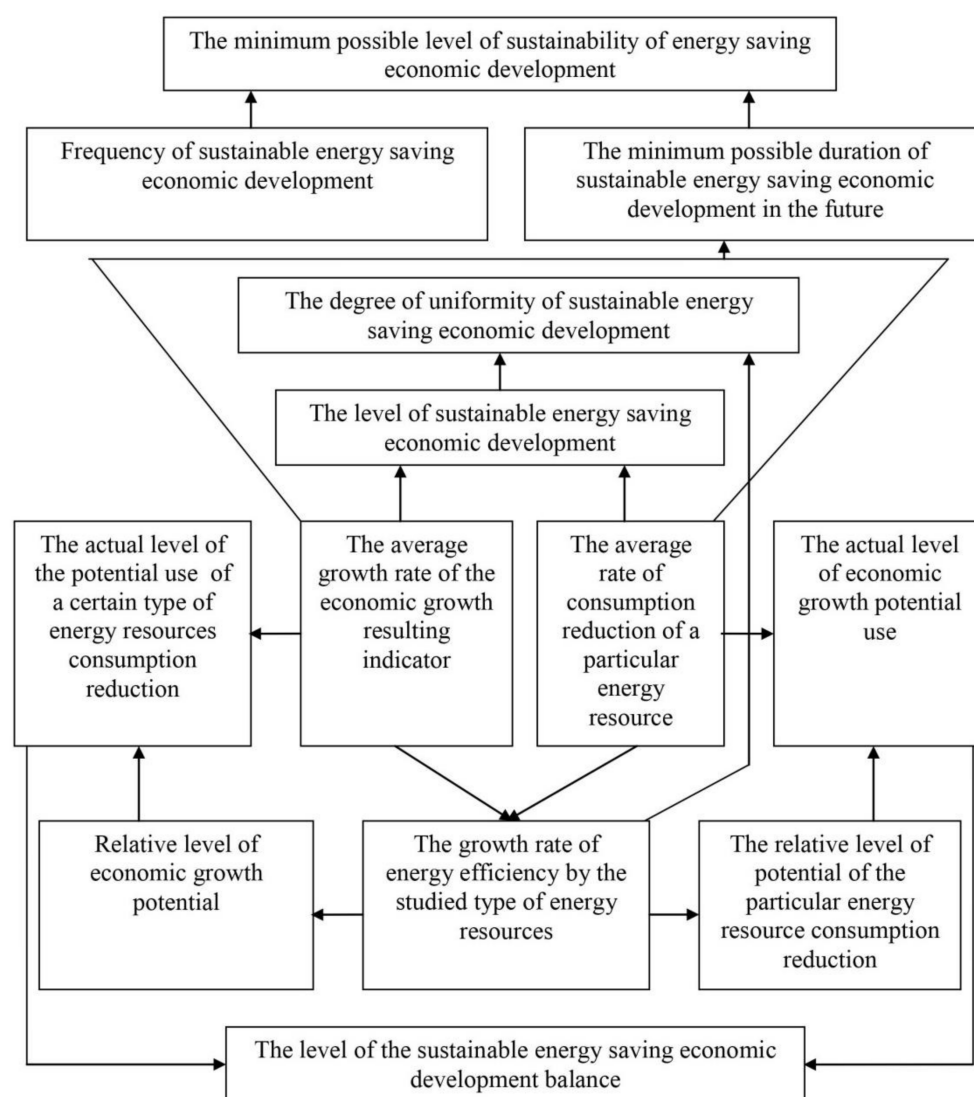 The minimum possible level of sustainability of energy saving
economic development
Frequency of sustainable energy saving
economic development
The minimum possible duration of
sustainable energy saving economic
development in the future
The degree of uniformity of sustainable energy
saving economic development
The level of sustainable energy saving
economic development
The actual level of
the potential use of
a certain type of
energy resources
consumption
reduction
The average
growth rate of the
economic growth
resulting
indicator
The average
rate of
consumption
reduction of a
particular
energy
resource
The actual level
of economic
growth potential
use
Relative level of
economic growth
potential
The growth rate of
energy efficiency by the
studied type of energy
resources
The relative level of
potential of the
particular energy
resource consumption
reduction
The level of the sustainable energy saving economic
development balance